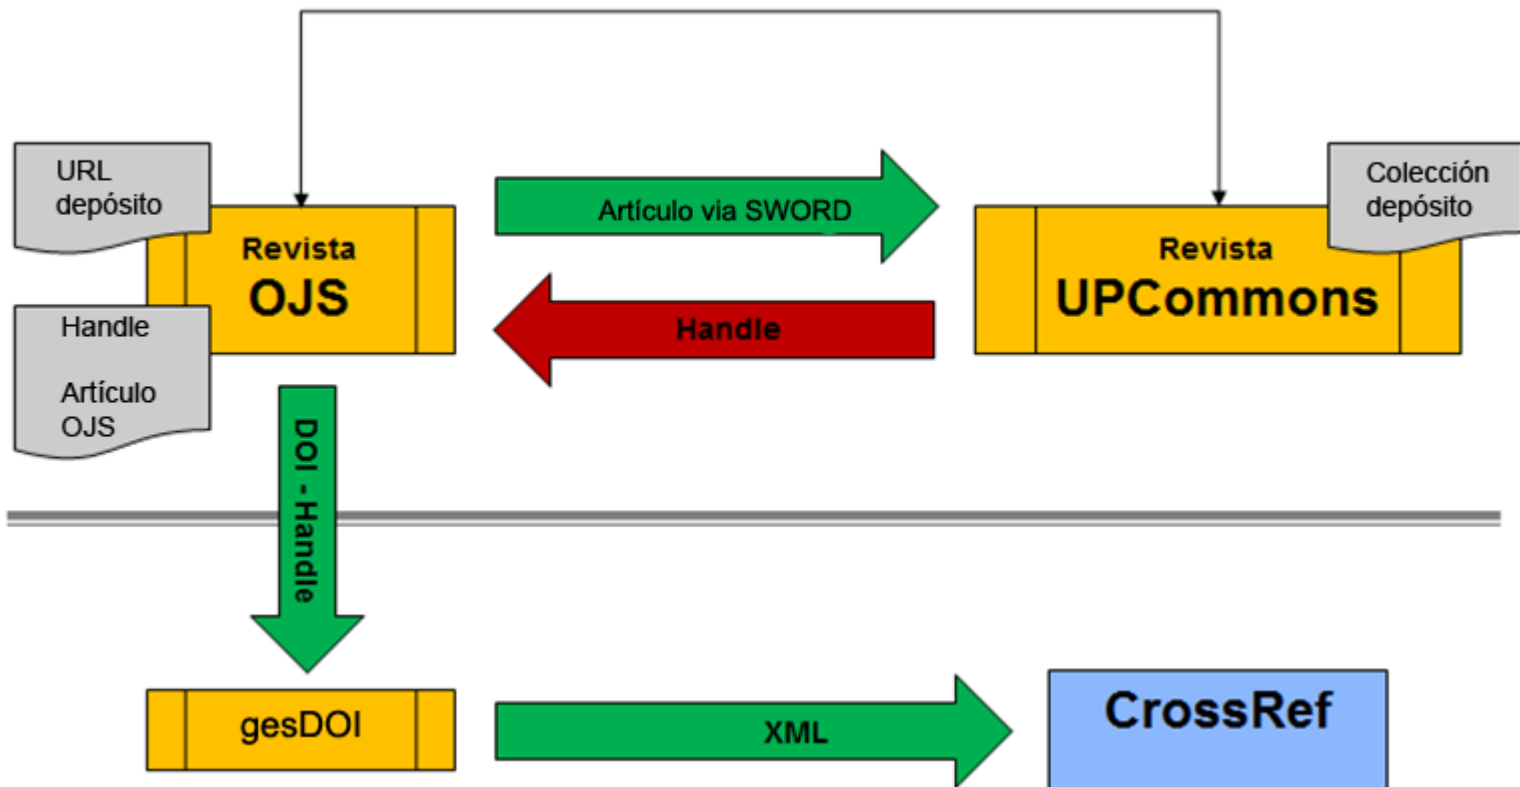 URL
depósito
Revista
OJS
Artículo via SWORD
Revista
UPCommons
Colección
depósito
Handle
Artículo
OJS
Handle
DOI - Handle
gesDOI
XML
CrossRef